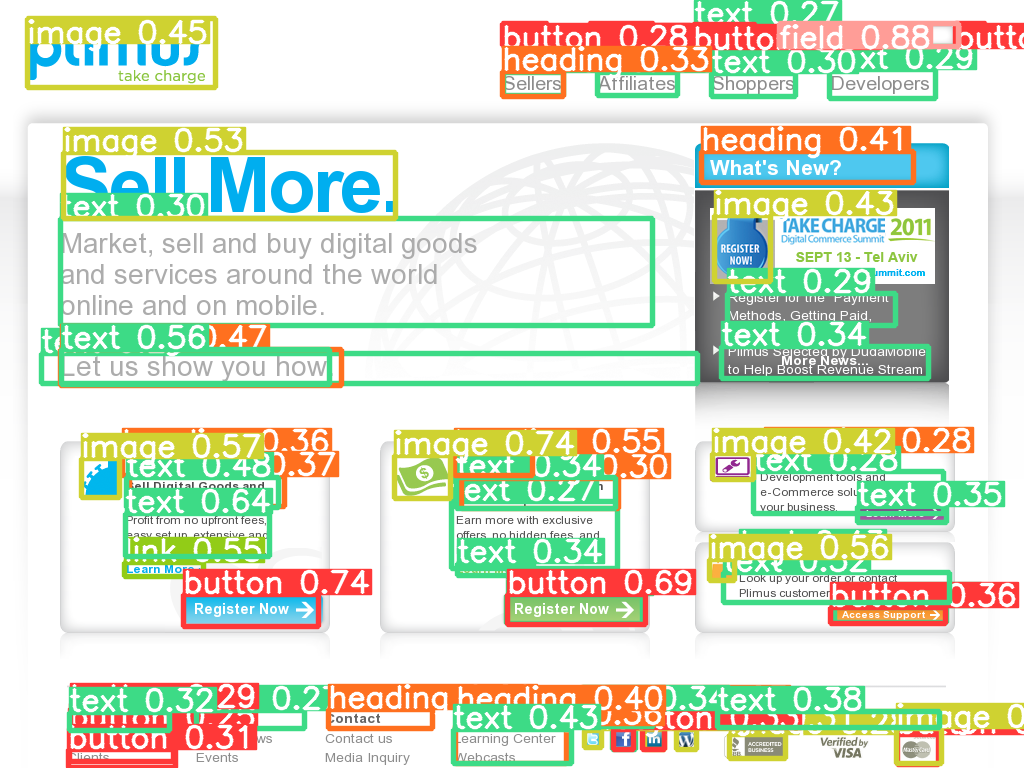 image 0.45
plimus
take charge
text 0.27
button 0.28
butto
field 0.88
butto
heading 0.33
text 0.30
xt 0.29
Sellers
Affiliates
Shoppers
Developers
image 0.53
Sell More.
text 0.30
Market, sell and buy digital goods
and services around the world
online and on mobile.
text 0.56
0.47
Let us show you how.
heading 0.41
What's New?
image 0.43
REGISTER
NOW!
TAKE CHARGE 2011
Digital Commerce Summit
SEPT 13 - Tel Aviv
ummit.com
text 0.29
Register for the "Payment
Methods, Getting Paid,
text 0.34
Plimus Selected by DudaMobile
More News...
to Help Boost Revenue Stream
image 0.57
0.36
text 0.48
0.37
Sell Digital Goods and
text 0.64
Profit from no upfront fees,
easy set up, extensive and
link 0.55
Learn More
button 0.74
Register Now
image 0.74
0.55
text 0.34
0.30
text 0.27
Earn more with exclusive
offers, no hidden fees, and
text 0.34
button 0.69
Register Now
image 0.42
0.28
text 0.28
Development tools and
e-Commerce solu
your business.
text 0.35
image 0.56
text 0.32
Look up your order or contact
Plimus customer
button 0.36
Access Support
text 0.32
29
0.2
heading
heading 0.40
0.34
text 0.38
button 0.25
Contact
text 0.43
0.36
ton 0.33
image 0
button 0.31
ws
Contact us
Learning Center
Clients
Events
Media Inquiry
Webcasts
ACCREDITED
BUSINESS
Verified by
VISA
MasterCard